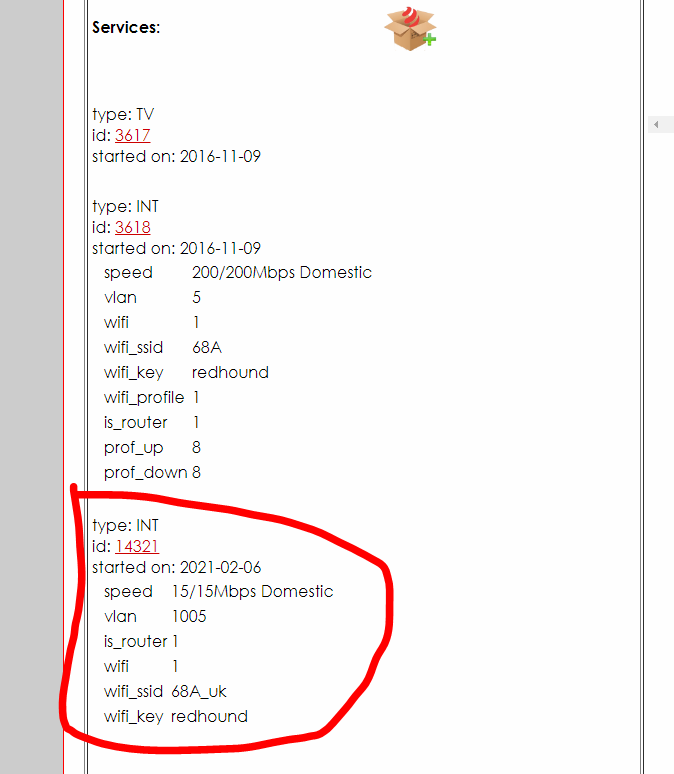 Services:
type: TV
id: 3617
started on: 2016-11-09
type: INT
id: 3618
started on: 2016-11-09
speed 200/200Mbps Domestic
vlan 5
wifi 1
wifi_ssid 68A
wifi_key redhound
wifi_profile 1
is_router 1
prof_up 8
prof_down 8
type: INT
id: 14321
started on: 2021-02-06
speed 15/15Mbps Domestic
vlan 1005
is_router 1
wifi 1
wifi_ssid 68A_uk
wifi_key redhound